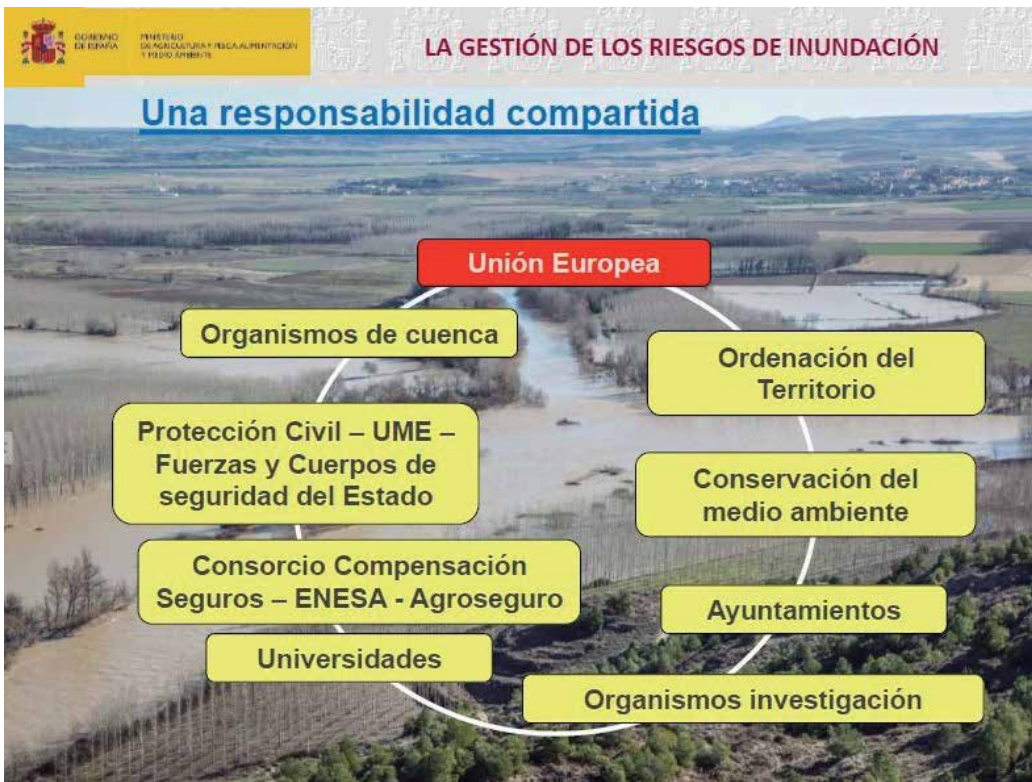 GOBIERNO
DE ESPAÑA
MINISTERIO
DE AGRICULTURA Y PESCA, ALIMENTACIÓN
Y MEDIO AMBIENTE
LA GESTIÓN DE LOS RIESGOS DE INUNDACIÓN
Una responsabilidad compartida
Unión Europea
Organismos de cuenca
Ordenación del
Territorio
Protección Civil – UME –
Fuerzas y Cuerpos de
seguridad del Estado
Conservación del
medio ambiente
Consorcio Compensación
Seguros – ENESA - Agroseguro
Ayuntamientos
Universidades
Organismos investigación